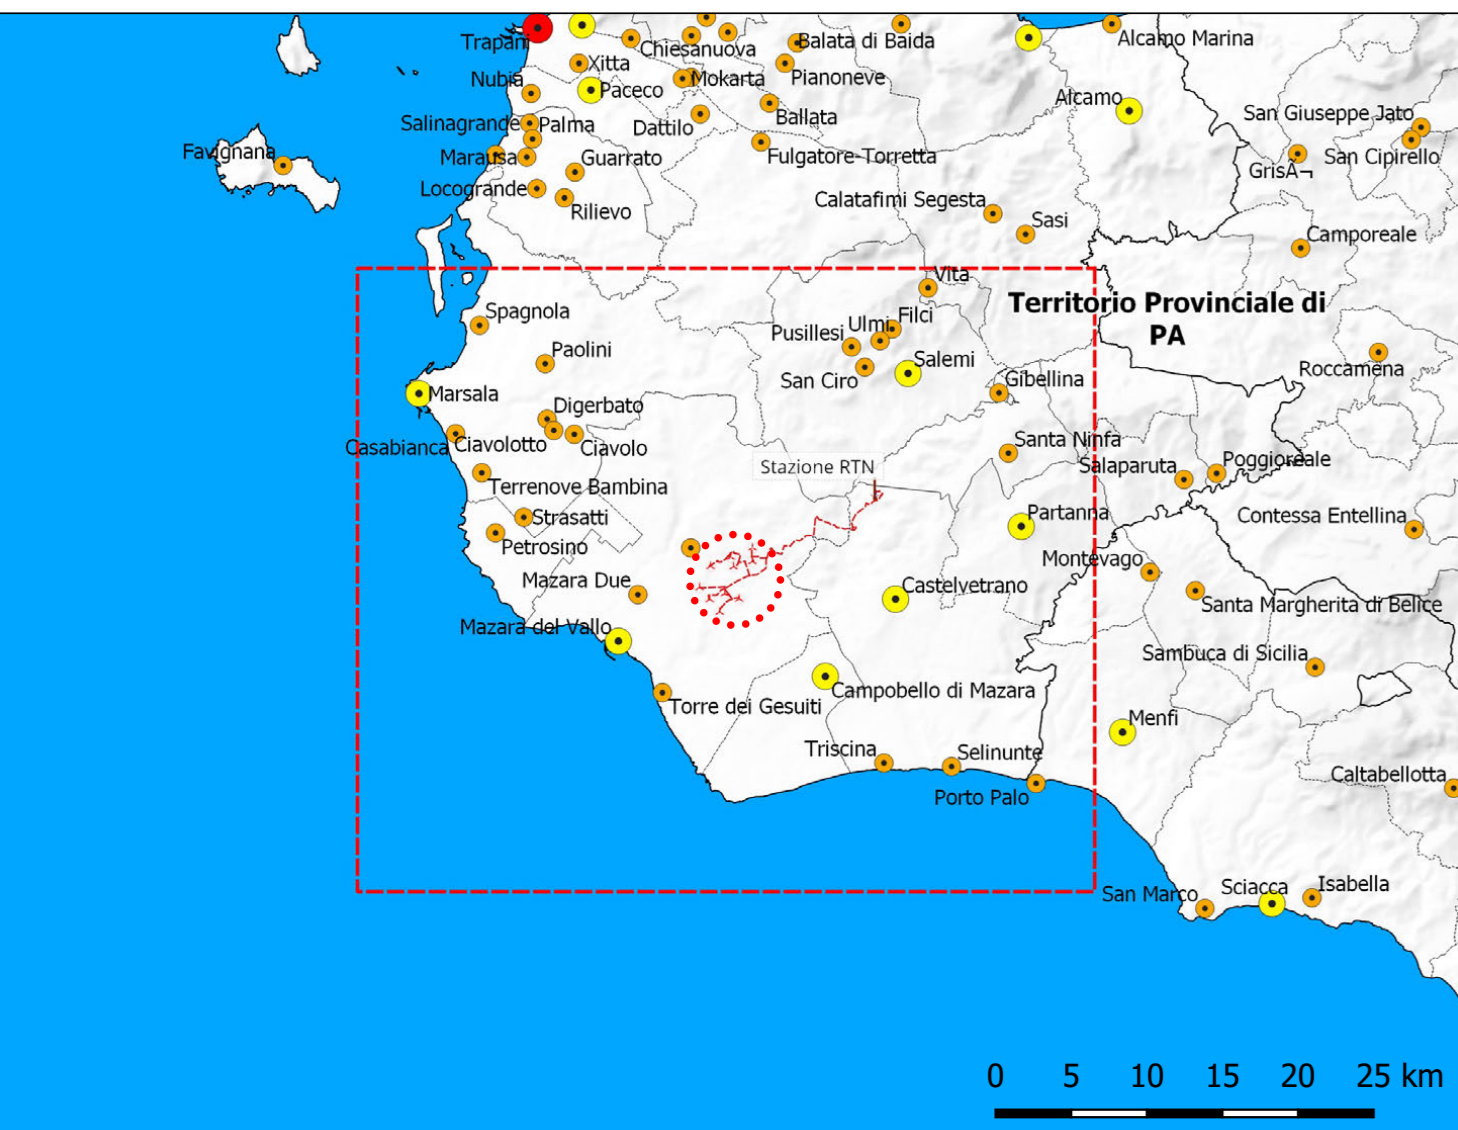 Trapani
Chiesanuova
Balata di Baida
Alcamo Marina
Xitta
Nubia
Paceco
Mokarta
Pianoneve
Alcamo
San Giuseppe Jato
Salinagrande
Palma
Dattilo
Ballata
Favignana
Marausa
Guarrato
Fulgatore-Torretta
San Cipirello
GrisÃ¬
Locogrande
Rilievo
Calatafimi Segesta
Sasi
Camporeale
Vita
Territorio Provinciale di
PA
Spagnola
Pusillesi
Ulmi
Filci
Paolini
San Ciro
Salemi
Roccamena
Marsala
Gibellina
Digerbato
Casabianca
Ciavolotto
Ciavolo
Santa Ninfa
Stazione RTN
Salaparuta
Poggioreale
Terrenove Bambina
Strasatti
Partanna
Contessa Entellina
Petrosino
Montevago
Mazara Due
Castelvetrano
Santa Margherita di Belice
Mazara del Vallo
Sambuca di Sicilia
Campobello di Mazara
Torre dei Gesuiti
Menfi
Triscina
Selinunte
Caltabellotta
Porto Palo
San Marco
Sciacca
Isabella
0 5 10 15 20 25 km